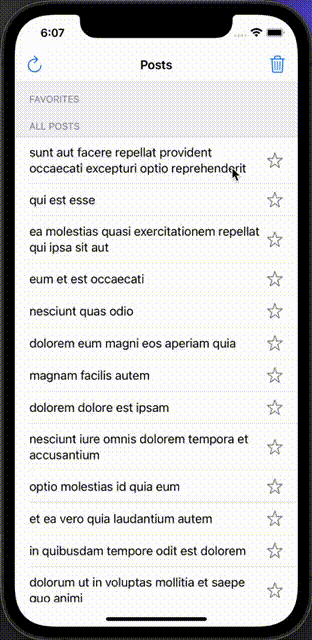 6:07
Posts
FAVORITES
ALL POSTS
sunt aut facere repellat provident
occaecati excepturi optio reprehenderit
qui est esse
ea molestias quasi exercitationem repellat
qui ipsa sit aut
eum et est occaecati
nesciunt quas odio
dolorem eum magni eos aperiam quia
magnam facilis autem
dolorem dolore est ipsam
nesciunt iure omnis dolorem tempora et
accusantium
optio molestias id quia eum
et ea vero quia laudantium autem
in quibusdam tempore odit est dolorem
dolorum ut in voluptas mollitia et saepe
quo animi